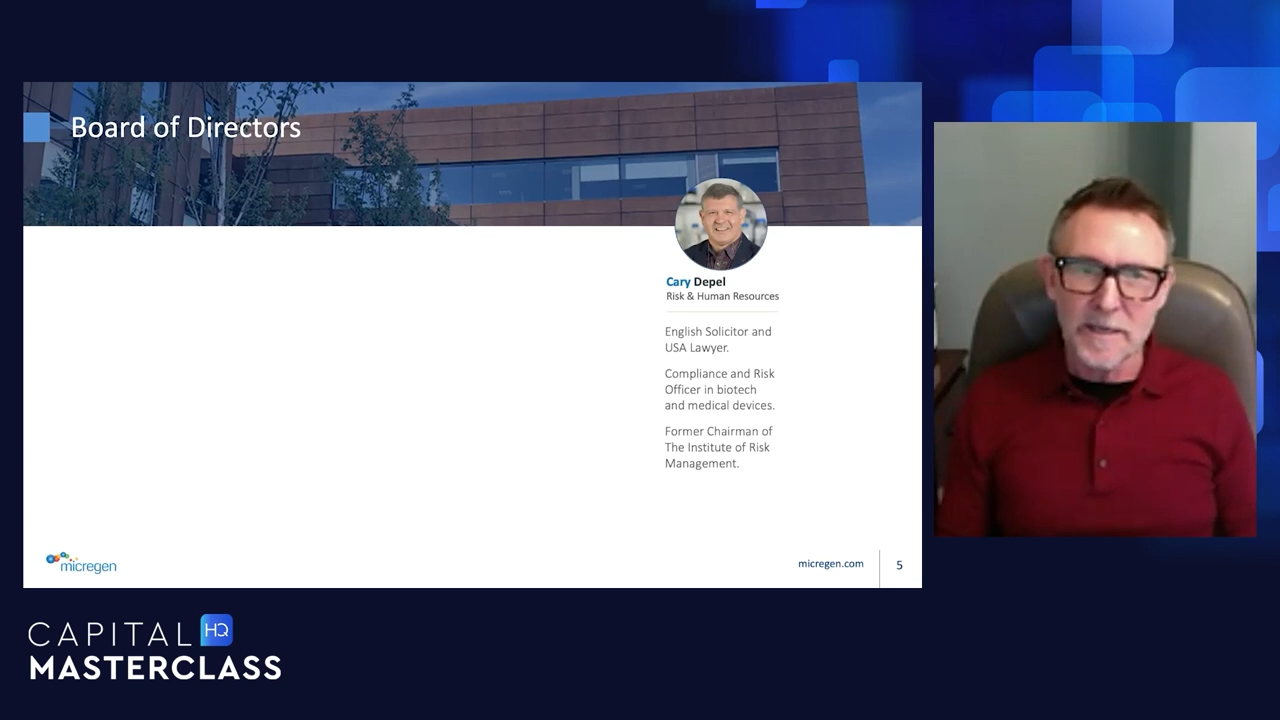 Board of Directors
Cary Depel
Risk & Human Resources
English Solicitor and
USA Lawyer.
Compliance and Risk
Officer in biotech
and medical devices.
Former Chairman of
The Institute of Risk
Management.
micregen
micregen.com
5
CAPITAL HQ
MASTERCLASS